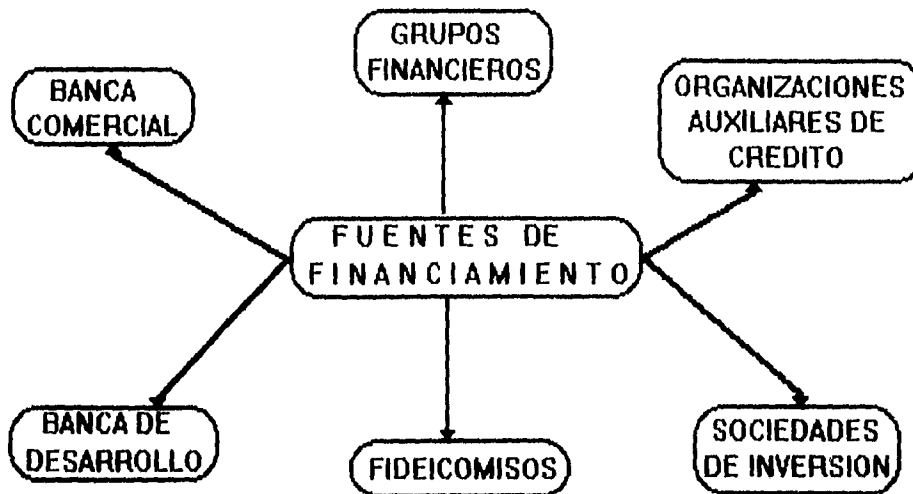 GRUPOS
FINANCIEROS
BANCA
COMERCIAL
ORGANIZACIONES
AUXILIARES DE
CREDITO
FUENTES DE
FINANCIAMIENTO
BANCA DE
DESARROLLO
FIDEICOMISOS
SOCIEDADES
DE INVERSION